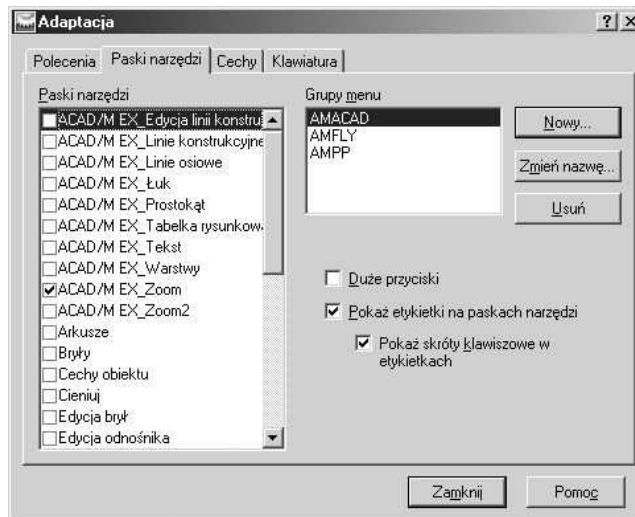 Adaptacja
Polecenia
Paski narzędzi
Cechy
Klawiatura
Paski narzędzi
ACAD/M EX_Edycja linii konstru
ACAD/M EX_Linie konstrukcyjne
ACAD/M EX_Linie osiowe
ACAD/M EX_Łuk
ACAD/M EX_Prostokąt
ACAD/M EX_Tabelka rysunkow
ACAD/M EX_Tekst
ACAD/M EX_Warstwy
ACAD/M EX_Zoom
ACAD/M EX_Zoom2
Arkusze
Bryły
Cechy obiektu
Cieniuj
Edycja brył
Edycja odnośnika
Grupy menu
AMACAD
AMFLY
AMPP
Nowy...
Zmień nazwę...
Usuń
Duże przyciski
Pokaż etykietki na paskach narzędzi
Pokaż skróty klawiszowe w
etykietkach
Zamknij
Pomoc